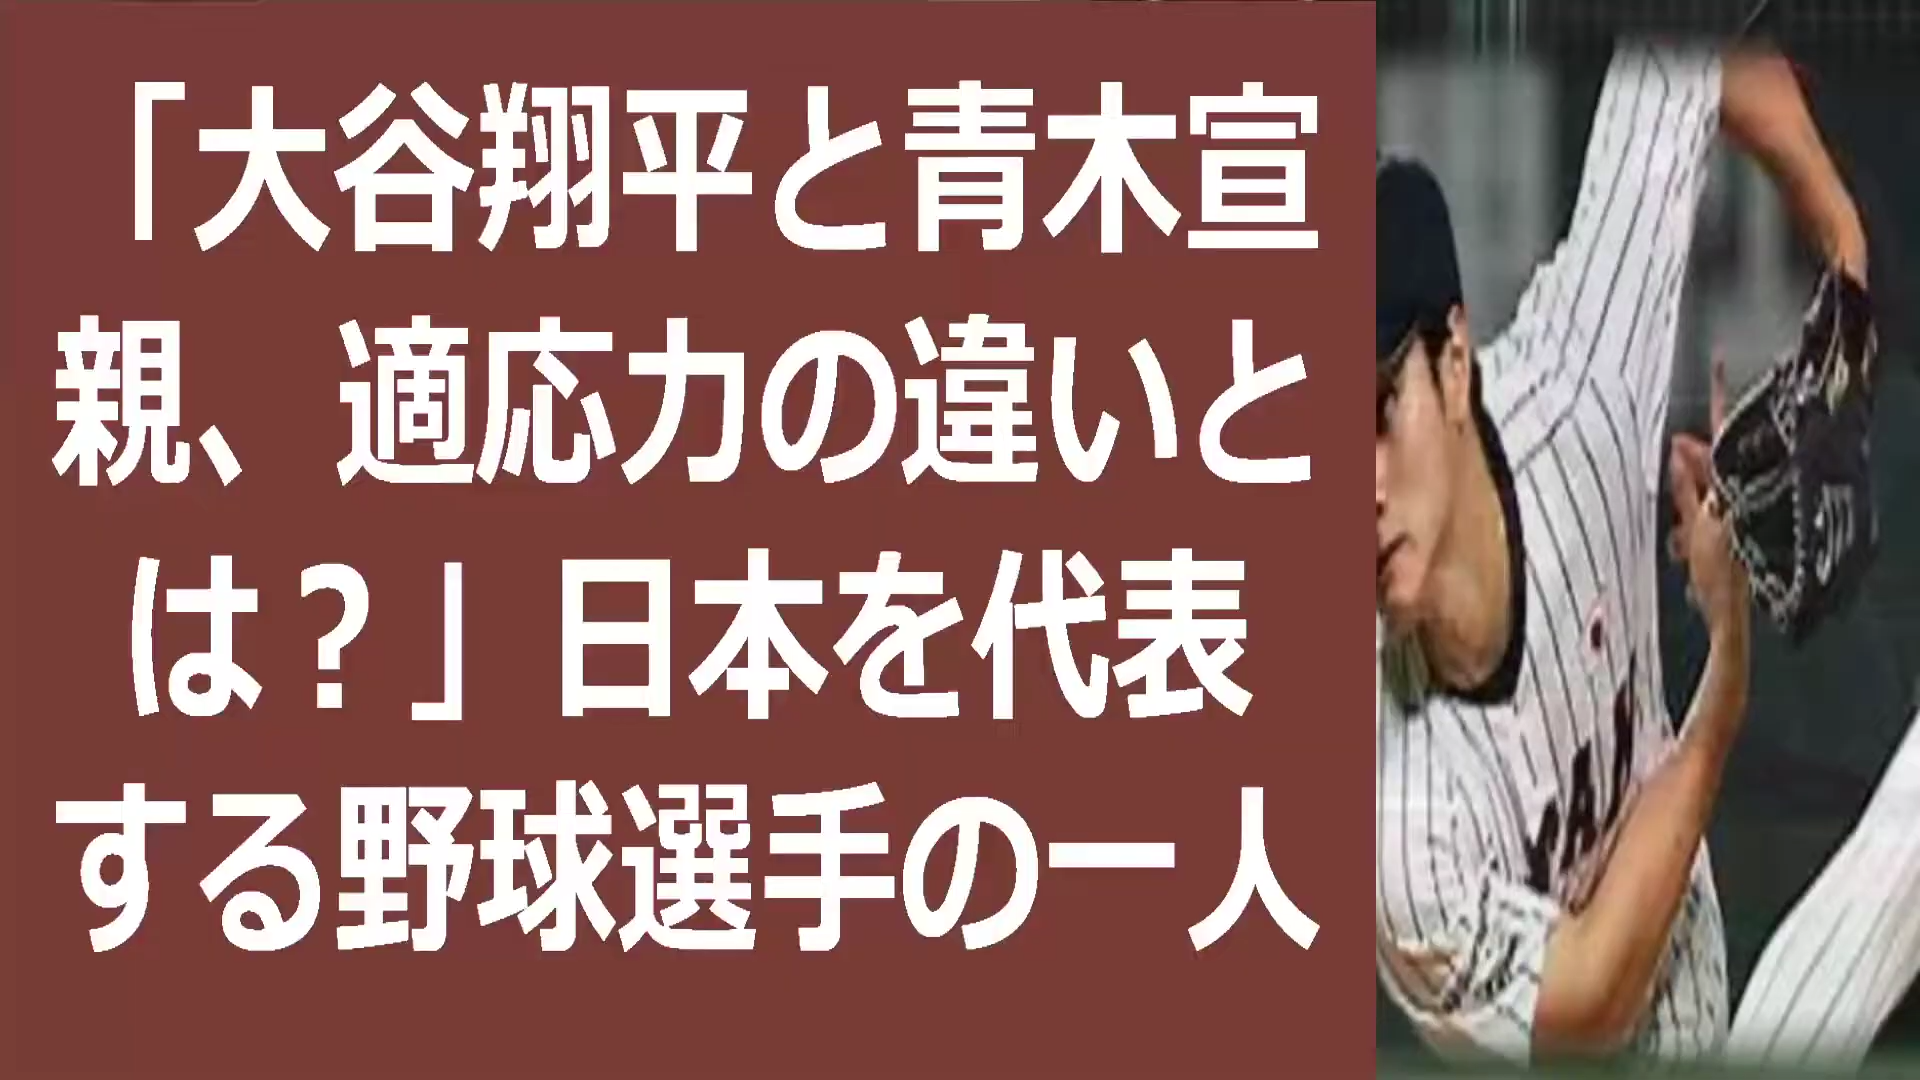 「大谷翔平と青木宣
親、適応力の違いと
は？」日本を代表
する野球選手の一人